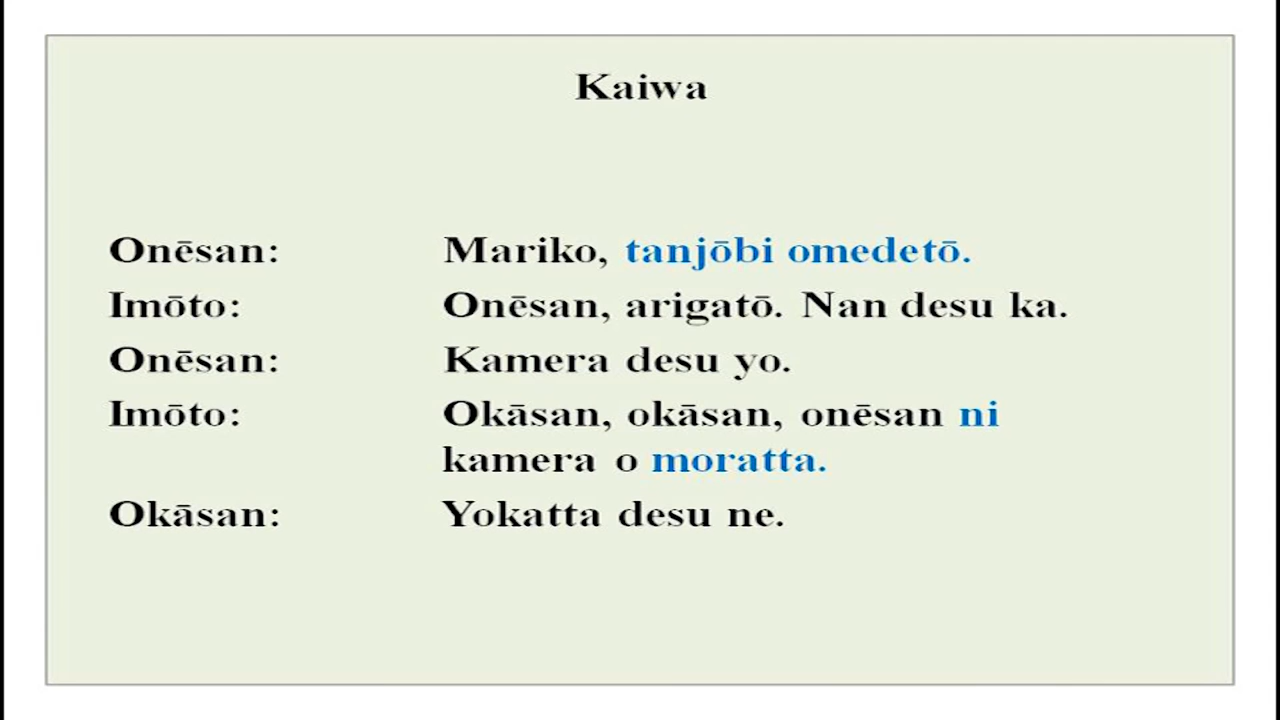 Kaiwa
Onēsan: Mariko, tanjōbi omedetō.
Imōto: Onēsan, arigatō. Nan desu ka.
Onēsan: Kamera desu yo.
Imōto: Okāsan, okāsan, onēsan ni
kamera o moratta.
Okāsan: Yokatta desu ne.